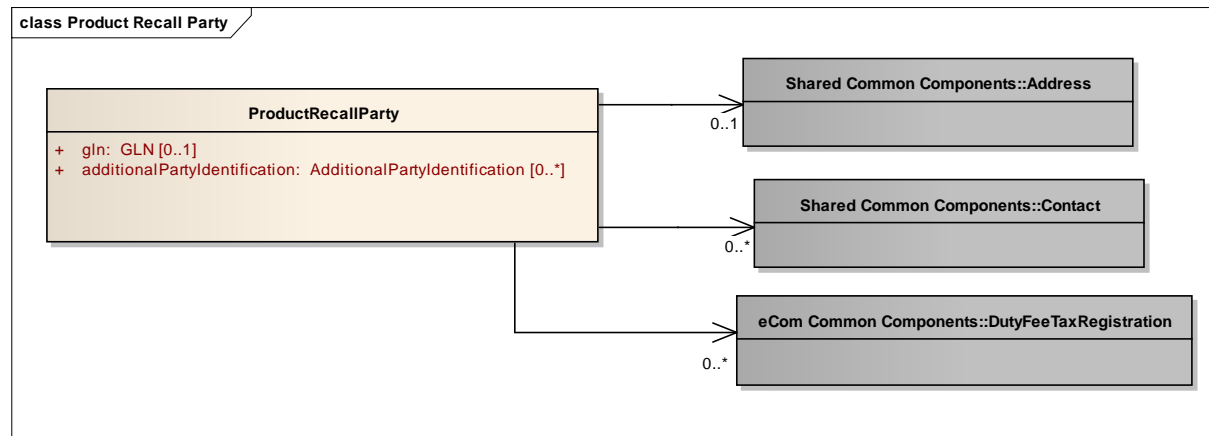 class Product Recall Party
ProductRecallParty
+ gln: GLN [0..1]
+ additionalPartyIdentification: AdditionalPartyIdentification [0..*]
Shared Common Components::Address
0..1
Shared Common Components::Contact
0..*
eCom Common Components::DutyFeeTaxRegistration
0..*